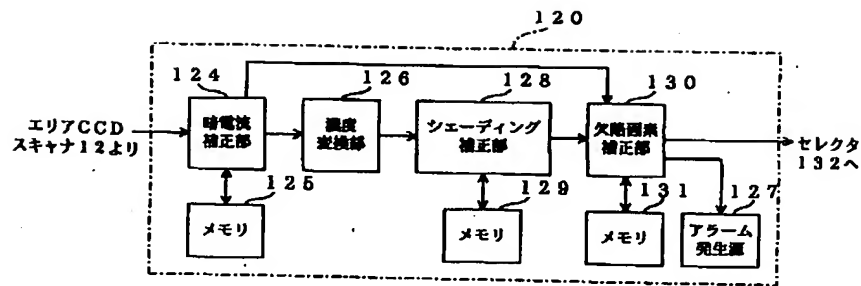 120
124
126
128
130
エリアCCD
スキャナ12より
暗電流
補正部
濃度
変換部
シェーディング
補正部
欠陥画素
補正部
セレクタ
132へ
125
129
131
127
メモリ
メモリ
メモリ
アラーム
発生源